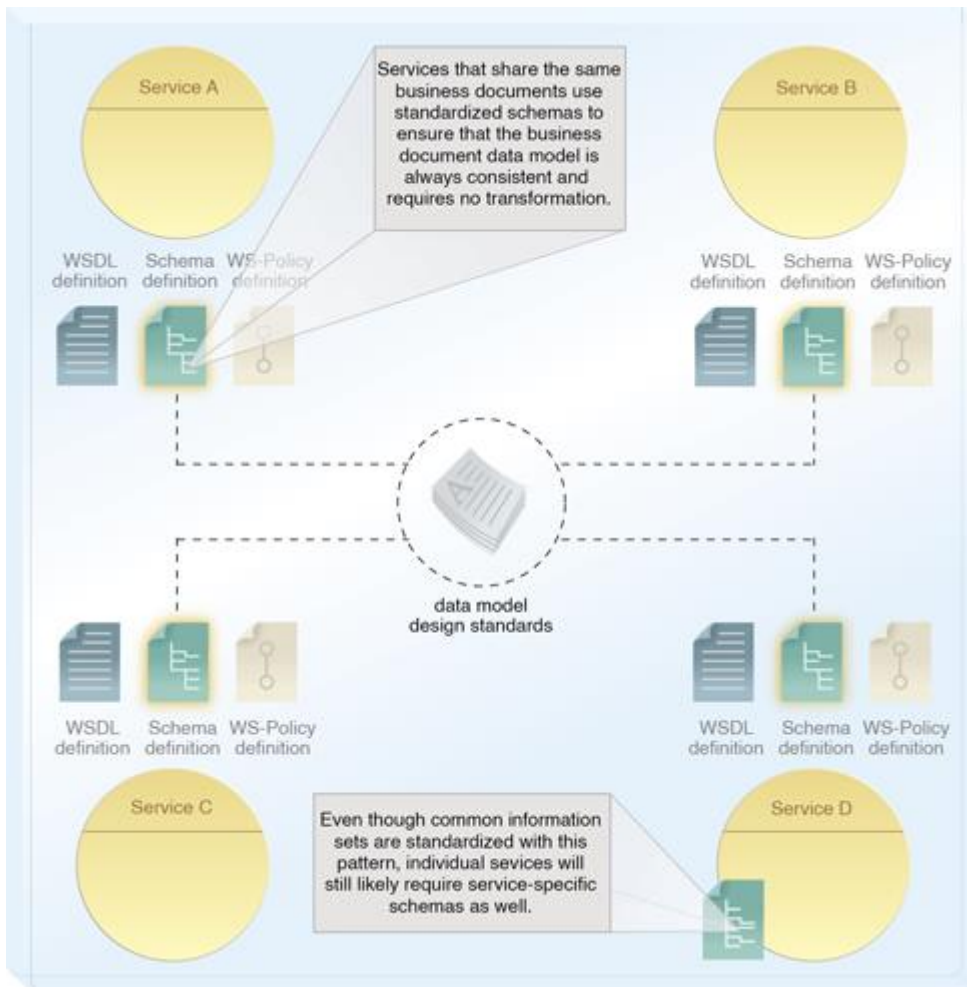 Service A
Services that share the same
business documents use
standardized schemas to
ensure that the business
document data model is
always consistent and
requires no transformation.
Service B
WSDL
definition
Schema
definition
WS-Policy
definition
WSDL
definition
Schema
definition
WS-Policy
definition
data model
design standards
WSDL
definition
Schema
definition
WS-Policy
definition
WSDL
definition
Schema
definition
WS-Policy
definition
Service C
Even though common information
sets are standardized with this
pattern, individual sevices will
still likely require service-specific
schemas as well.
Service D